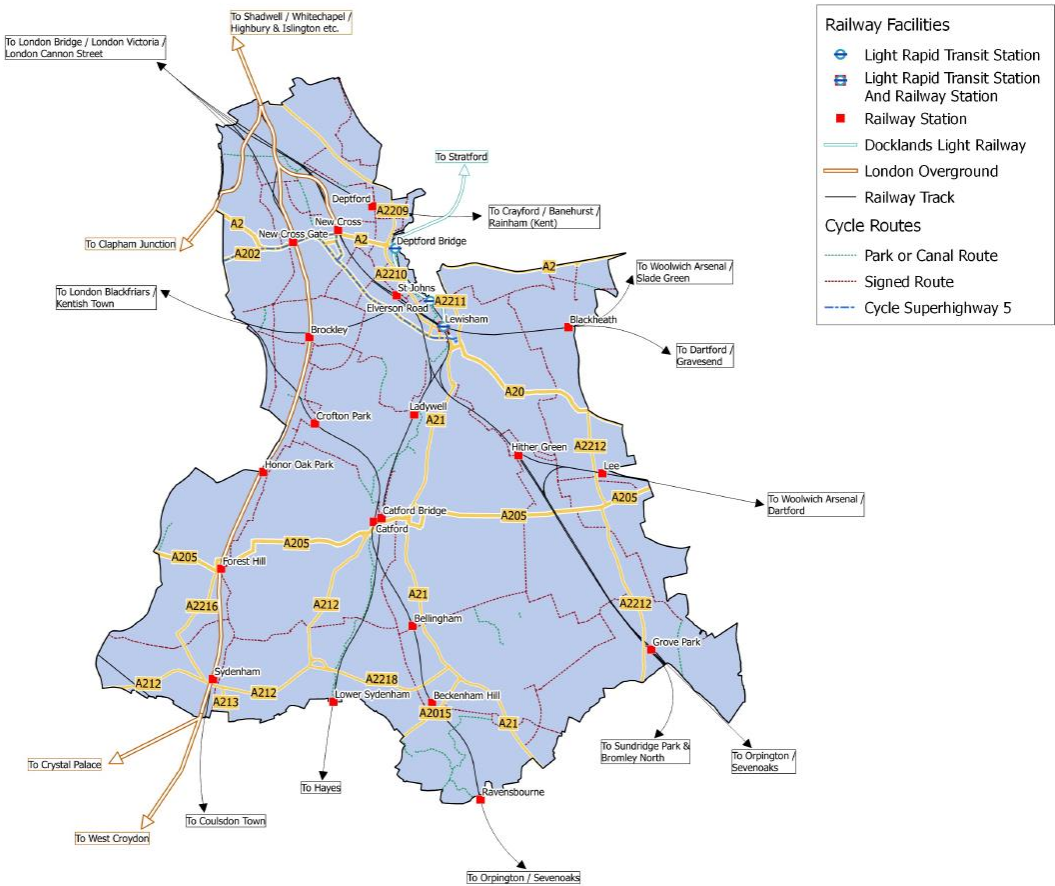 To Shadwell / Whitechapel /
Highbury & Islington etc.
To London Bridge / London Victoria /
London Cannon Street
Railway Facilities
Light Rapid Transit Station
Light Rapid Transit Station
And Railway Station
Railway Station
Docklands Light Railway
London Overground
Railway Track
Cycle Routes
Park or Canal Route
Signed Route
Cycle Superhighway 5
To Stratford
Deptford
A2209
To Crayford / Banehurst /
Rainham (Kent)
A2
New Cross
New Cross Gate
A2
Deptford Bridge
To Clapham Junction
A202
A2210
A2
To Woolwich Arsenal /
Slade Green
To London Blackfriars /
Kentish Town
St Johns
A2211
Elverson Road
Lewisham
Blackheath
Brockley
To Dartford /
Gravesend
A20
Ladywell
Crofton Park
A21
Hither Green
A2212
Lee
Honor Oak Park
A205
To Woolwich Arsenal /
Dartford
Catford Bridge
A205
Catford
A205
A205
Forest Hill
A2216
A212
A21
A2212
Bellingham
Grove Park
Sydenham
A212
A212
A2218
A213
Lower Sydenham
Beckenham Hill
A2015
A21
To Sundridge Park &
Bromley North
To Orpington /
Sevenoaks
To Crystal Palace
To Hayes
Ravensbourne
To Coulsdon Town
To West Croydon
To Orpington / Sevenoaks